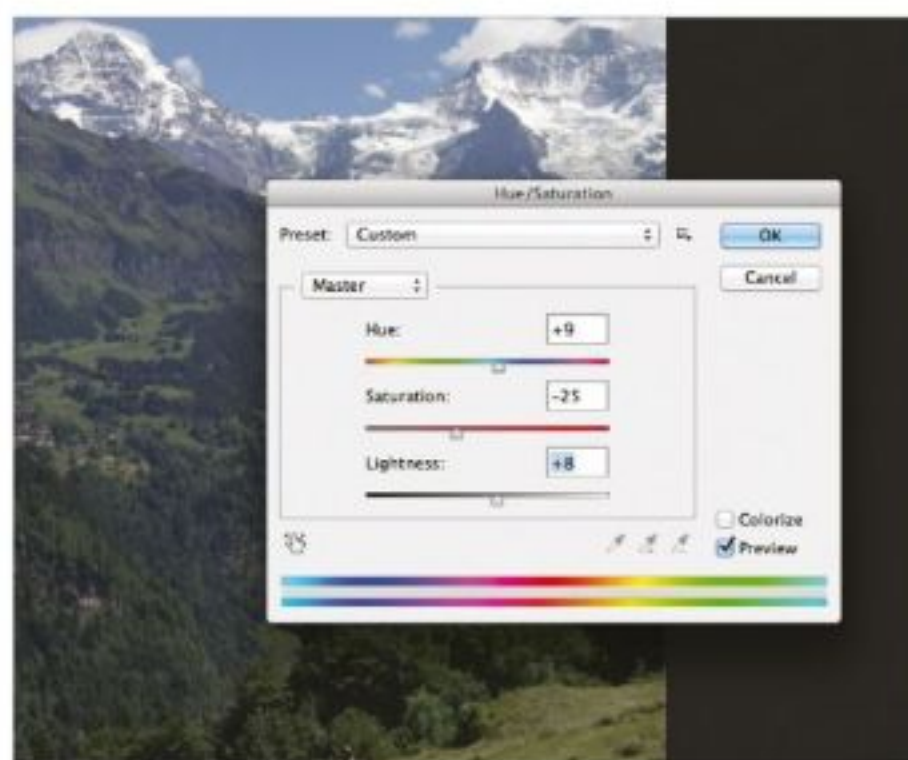 Hue/Saturation
Preset: Custom
OK
Cancel
Master
Hue: +9
Saturation: -25
Lightness: +8
Colorize
Preview